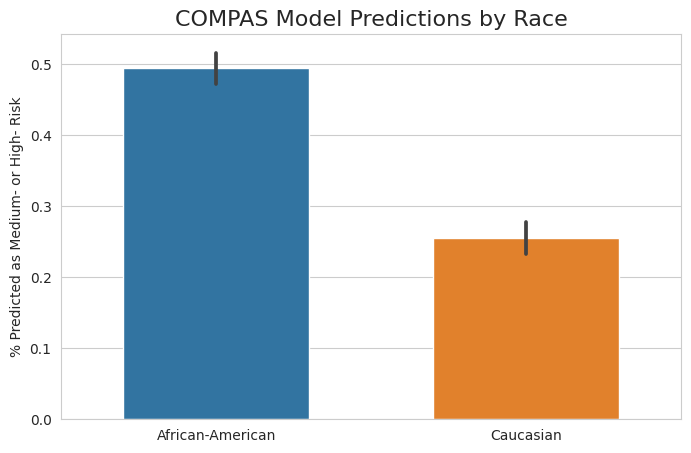 COMPAS Model Predictions by Race
% Predicted as Medium- or High- Risk
0.5
0.4
0.3
0.2
0.1
0.0
African-American
Caucasian